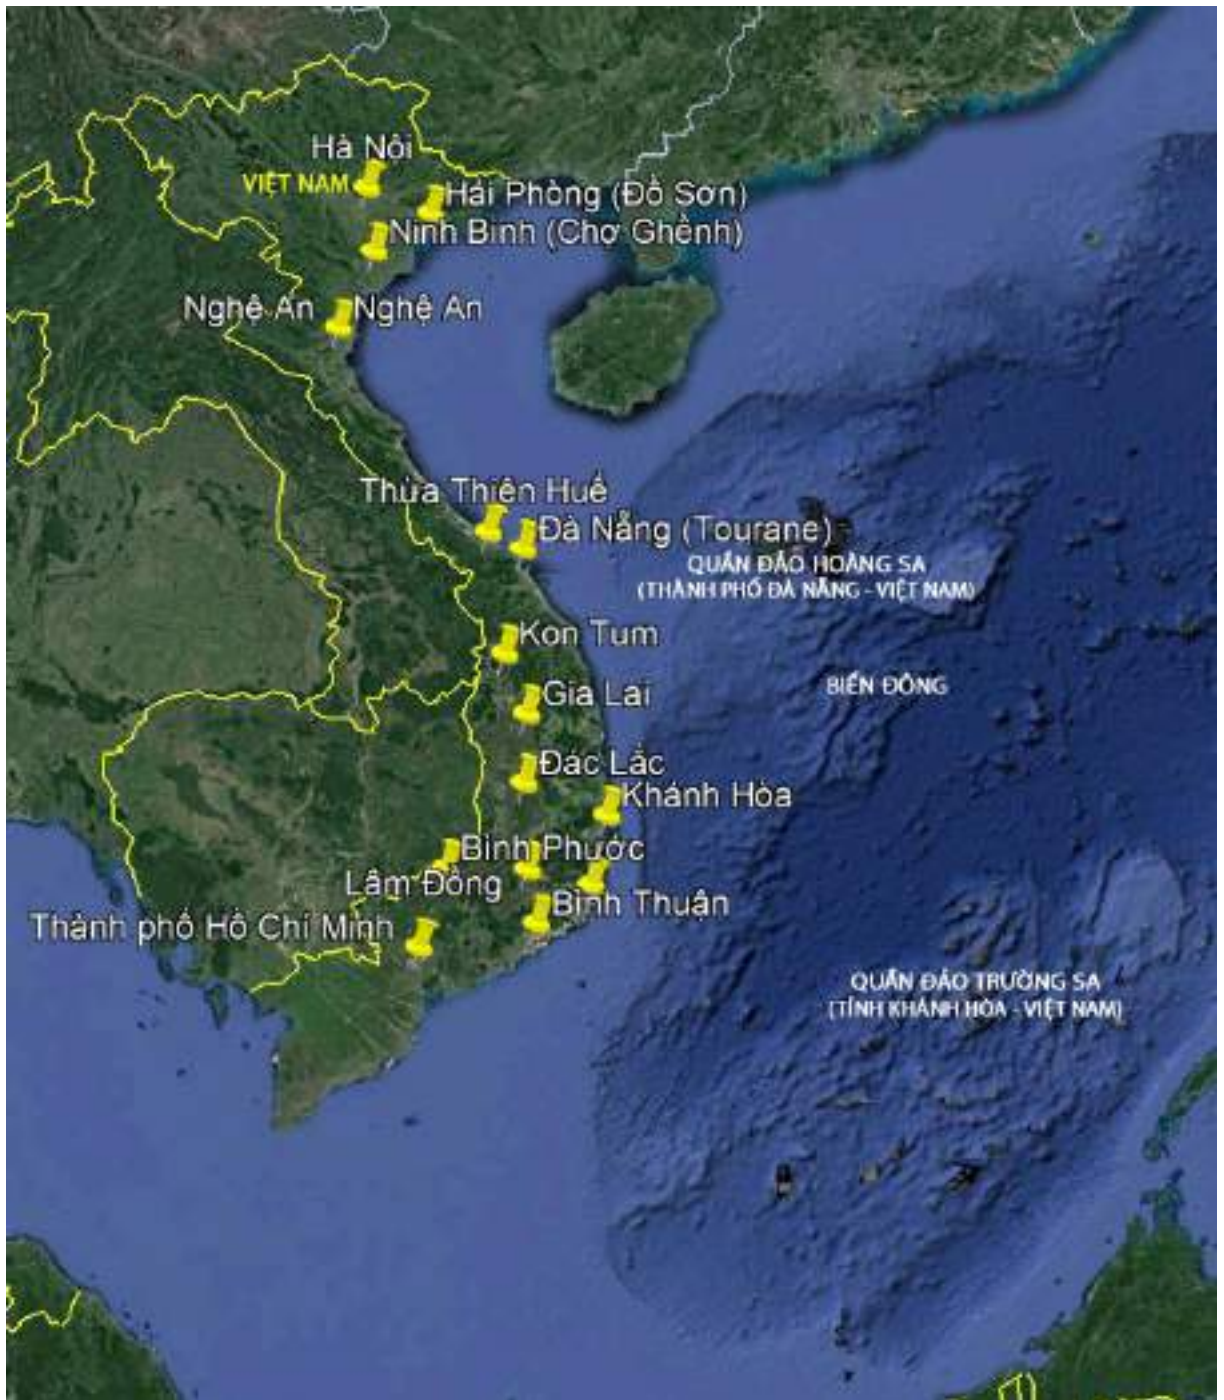 Hà Nội
VIỆT NAM
Hải Phòng (Đồ Sơn)
Ninh Bình (Chợ Ghềnh)
Nghệ An
Nghệ An
Thừa Thiên Huế
Đà Nẵng (Tourane)
QUẦN ĐẢO HOÀNG SA
(THÀNH PHỐ ĐÀ NẴNG - VIỆT NAM)
Kon Tum
BIỂN ĐÔNG
Gia Lai
Đắc Lắc
Khánh Hòa
Bình Phước
Lâm Đồng
Bình Thuận
Thành phố Hồ Chí Minh
QUẦN ĐẢO TRƯỜNG SA
(TỈNH KHÁNH HÒA - VIỆT NAM)